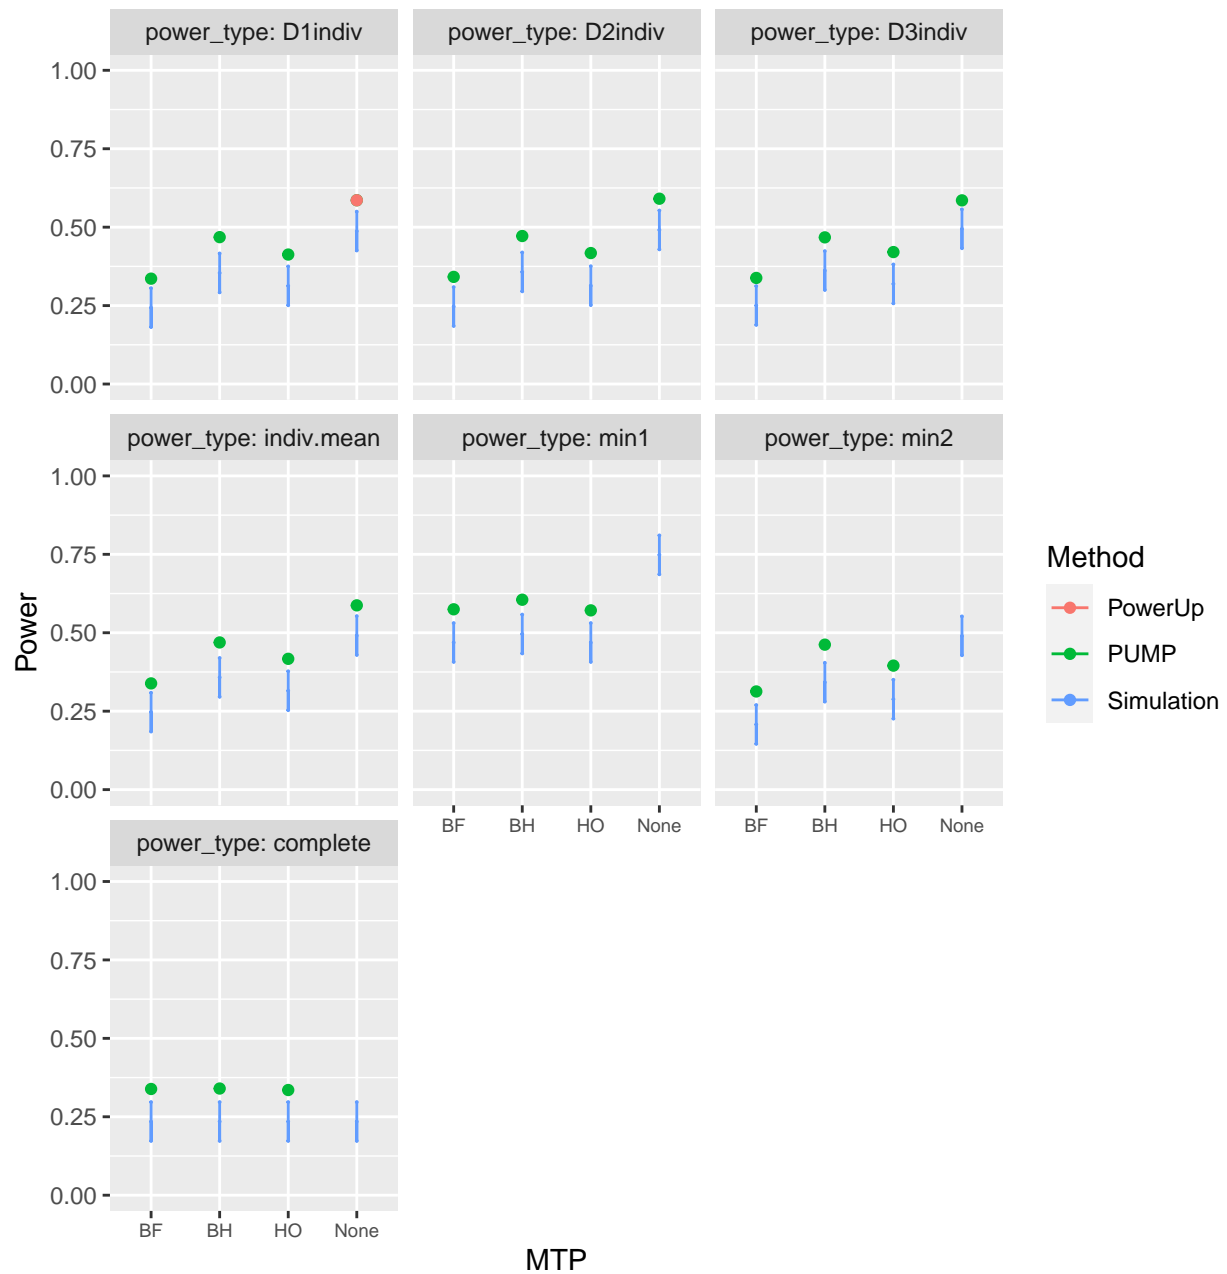 power_type: D1indiv
power_type: D2indiv
power_type: D3indiv
1.00
0.75
0.50
0.25
0.00
power_type: indiv.mean
power_type: min1
power_type: min2
1.00
0.75
0.50
0.25
0.00
BF BH HO None
BF BH HO None
power_type: complete
1.00
0.75
0.50
0.25
0.00
BF BH HO None
Power
MTP
Method
PowerUp
PUMP
Simulation